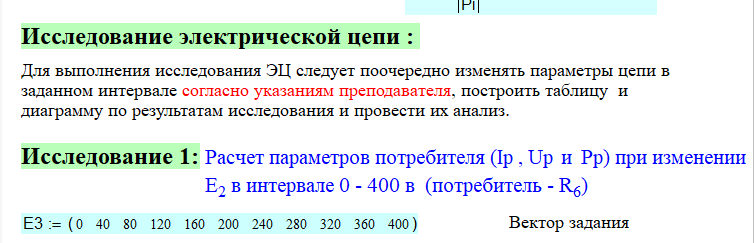 |Pi|
Исследование электрической цепи :
Для выполнения исследования ЭЦ следует поочередно изменять параметры цепи в
заданном интервале согласно указаниям преподавателя, построить таблицу и
диаграмму по результатам исследования и провести их анализ.
Исследование 1: Расчет параметров потребителя (Ip , Up и Pp) при изменении
E2 в интервале 0 - 400 в (потребитель - R6)
E3 := ( 0 40 80 120 160 200 240 280 320 360 400 ) Вектор задания